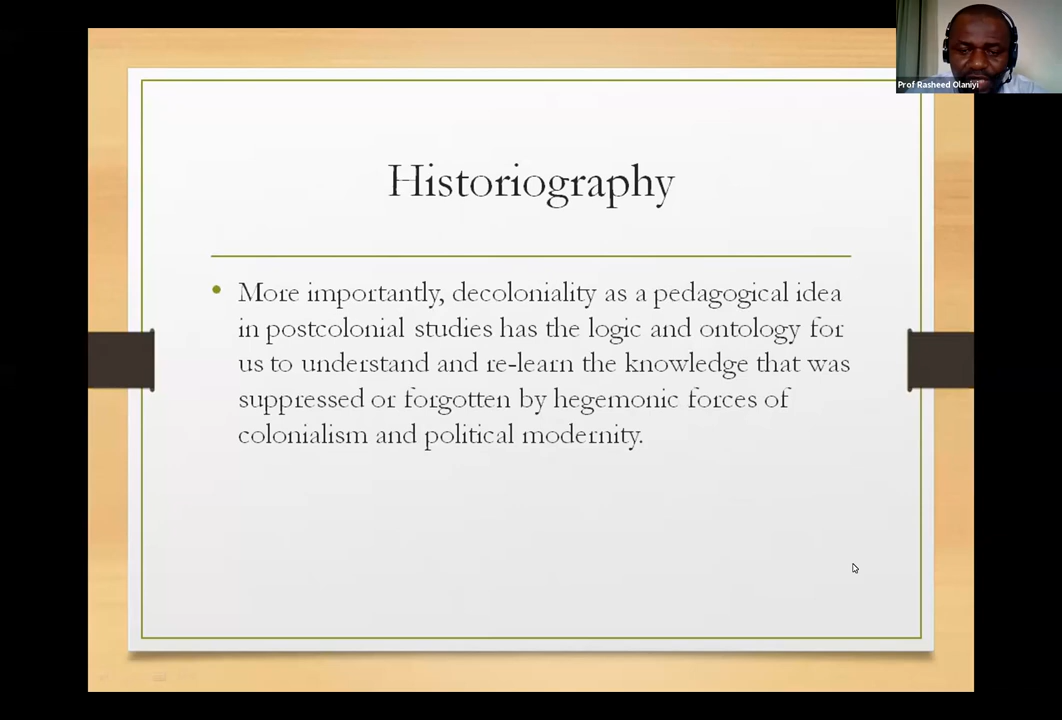 Prof Rasheed Olaniyi
Historiography
More importantly, decoloniality as a pedagogical idea
in postcolonial studies has the logic and ontology for
us to understand and re-learn the knowledge that was
suppressed or forgotten by hegemonic forces of
colonialism and political modernity.